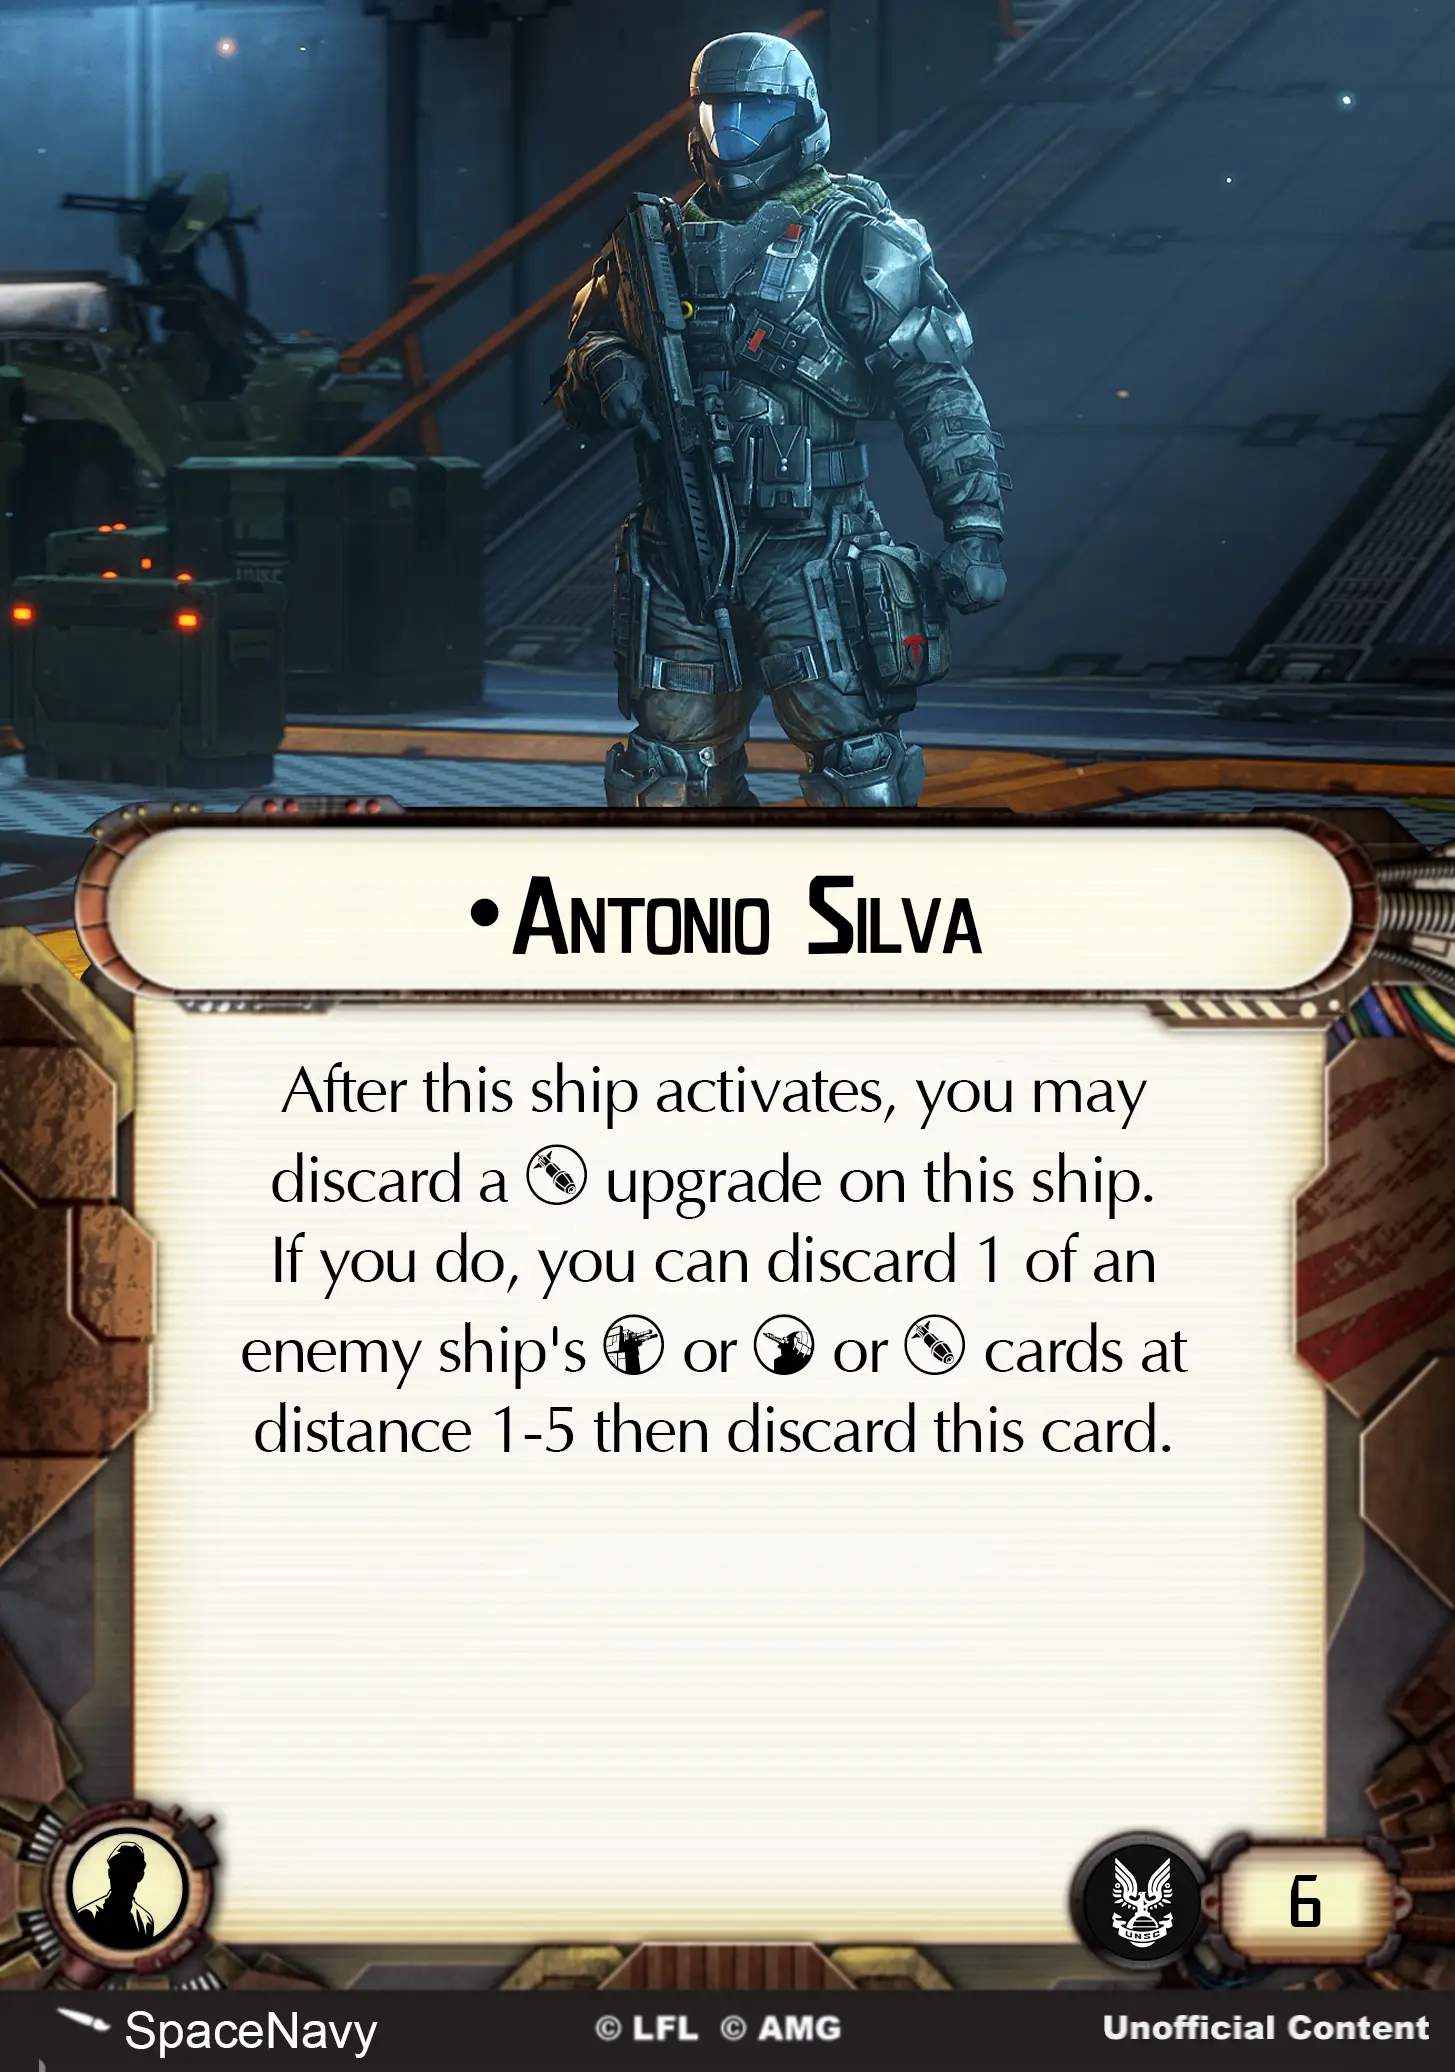 UNSC
•Antonio Silva
After this ship activates, you may
discard a upgrade on this ship.
If you do, you can discard 1 of an
enemy ship's or or cards at
distance 1-5 then discard this card.
UNSC
6
SpaceNavy
© LFL © AMG
Unofficial Content